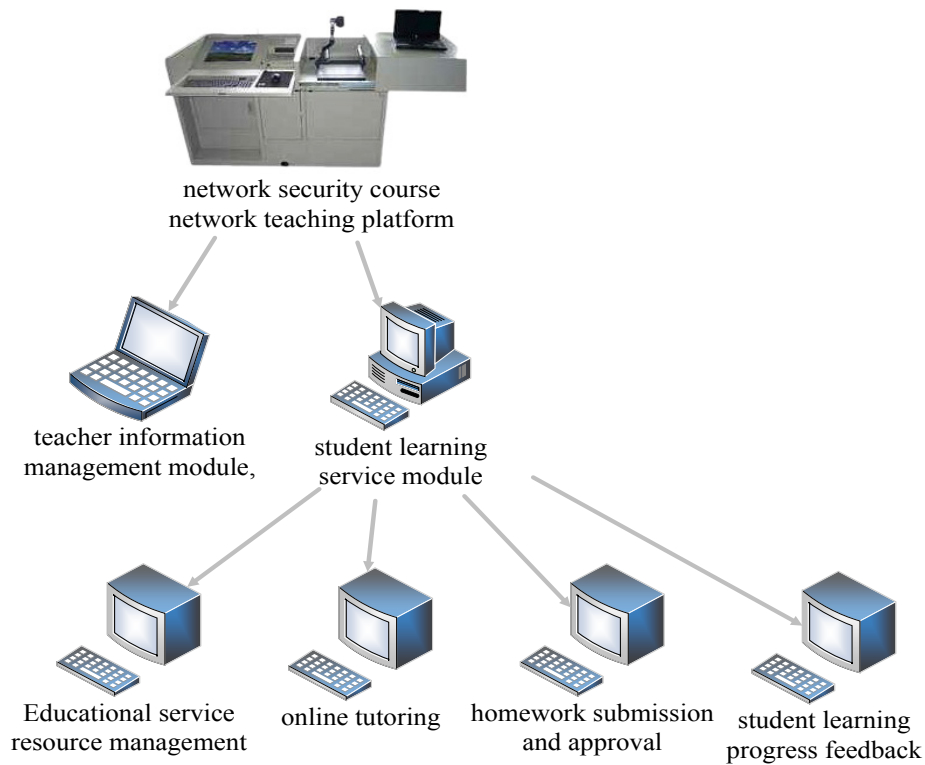 network security course
network teaching platform
teacher information
management module,
student learning
service module
Educational service
resource management
online tutoring
homework submission
and approval
student learning
progress feedback